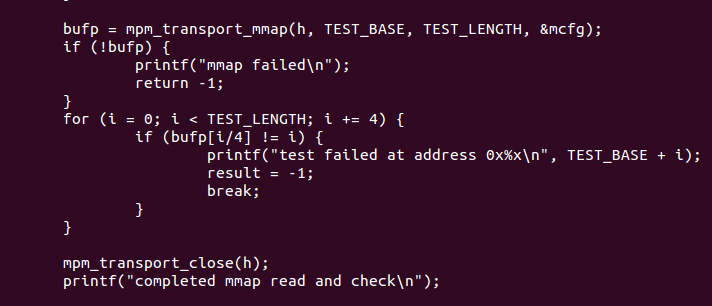 }
bufp = mpm_transport_mmap(h, TEST_BASE, TEST_LENGTH, &mcfg);
if (!bufp) {
        printf("mmap failed\n");
        return -1;
}
for (i = 0; i < TEST_LENGTH; i += 4) {
        if (bufp[i/4] != i) {
                printf("test failed at address 0x%x\n", TEST_BASE + i);
                result = -1;
                break;
        }
}

mpm_transport_close(h);
printf("completed mmap read and check\n");